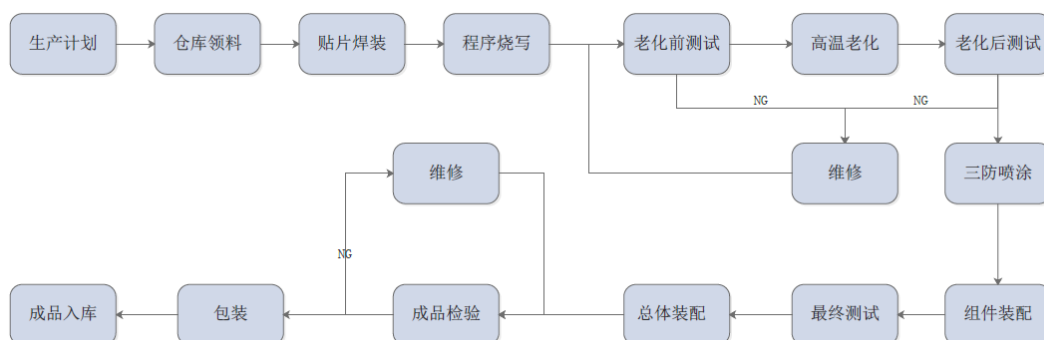 生产计划
仓库领料
贴片焊装
程序烧写
老化前测试
高温老化
老化后测试
NG
NG
维修
维修
三防喷涂
NG
成品入库
包装
成品检验
总体装配
最终测试
组件装配